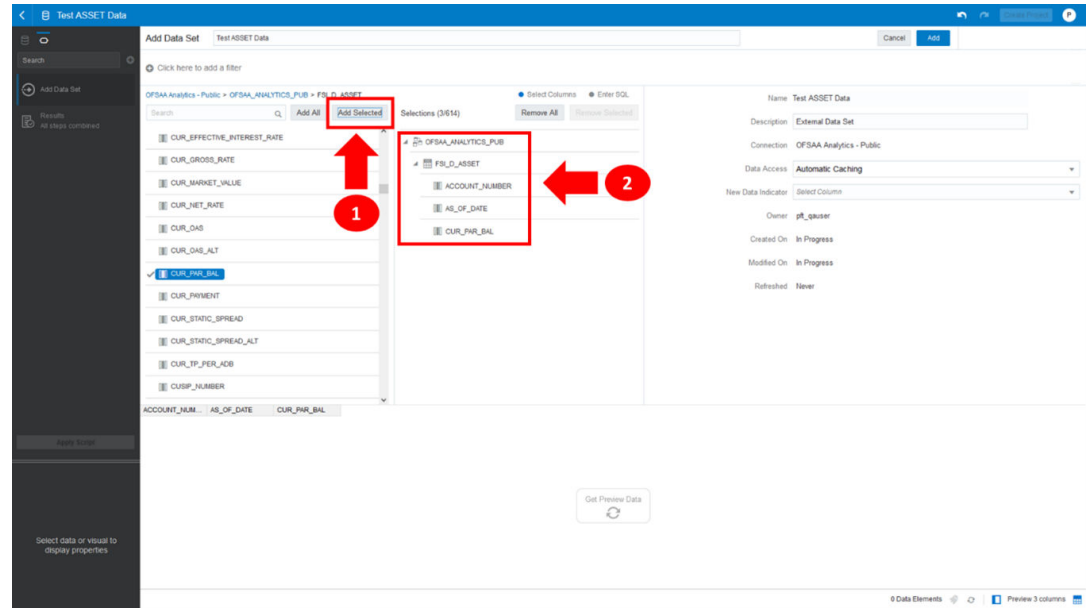 Test ASSET Data
Create Project
P
Search
Add Data Set
Results
All steps combined
Apply Script
Select data or visual to
display properties
Add Data Set
Test ASSET Data
Cancel
Add
Click here to add a filter
OFSAA Analytics - Public > OFSAA_ANALYTICS_PUB > FSI_D_ASSET
Select Columns
Enter SQL
Search
Add All
Add Selected
Selections (3/614)
Remove All
Remove Selected
CUR_EFFECTIVE_INTEREST_RATE
CUR_GROSS_RATE
CUR_MARKET_VALUE
CUR_NET_RATE
CUR_OAS
CUR_OAS_ALT
CUR_PAR_BAL
CUR_PAYMENT
CUR_STATIC_SPREAD
CUR_STATIC_SPREAD_ALT
CUR_TP_PER_ADB
CUSIP_NUMBER
1
OFSAA_ANALYTICS_PUB
FSI_D_ASSET
ACCOUNT_NUMBER
AS_OF_DATE
CUR_PAR_BAL
2
Name Test ASSET Data
Description External Data Set
Connection OFSAA Analytics - Public
Data Access Automatic Caching
New Data Indicator Select Column
Owner pft_qauser
Created On In Progress
Modified On In Progress
Refreshed Never
ACCOUNT_NUM... AS_OF_DATE CUR_PAR_BAL
Get Preview Data
0 Data Elements
Preview 3 columns